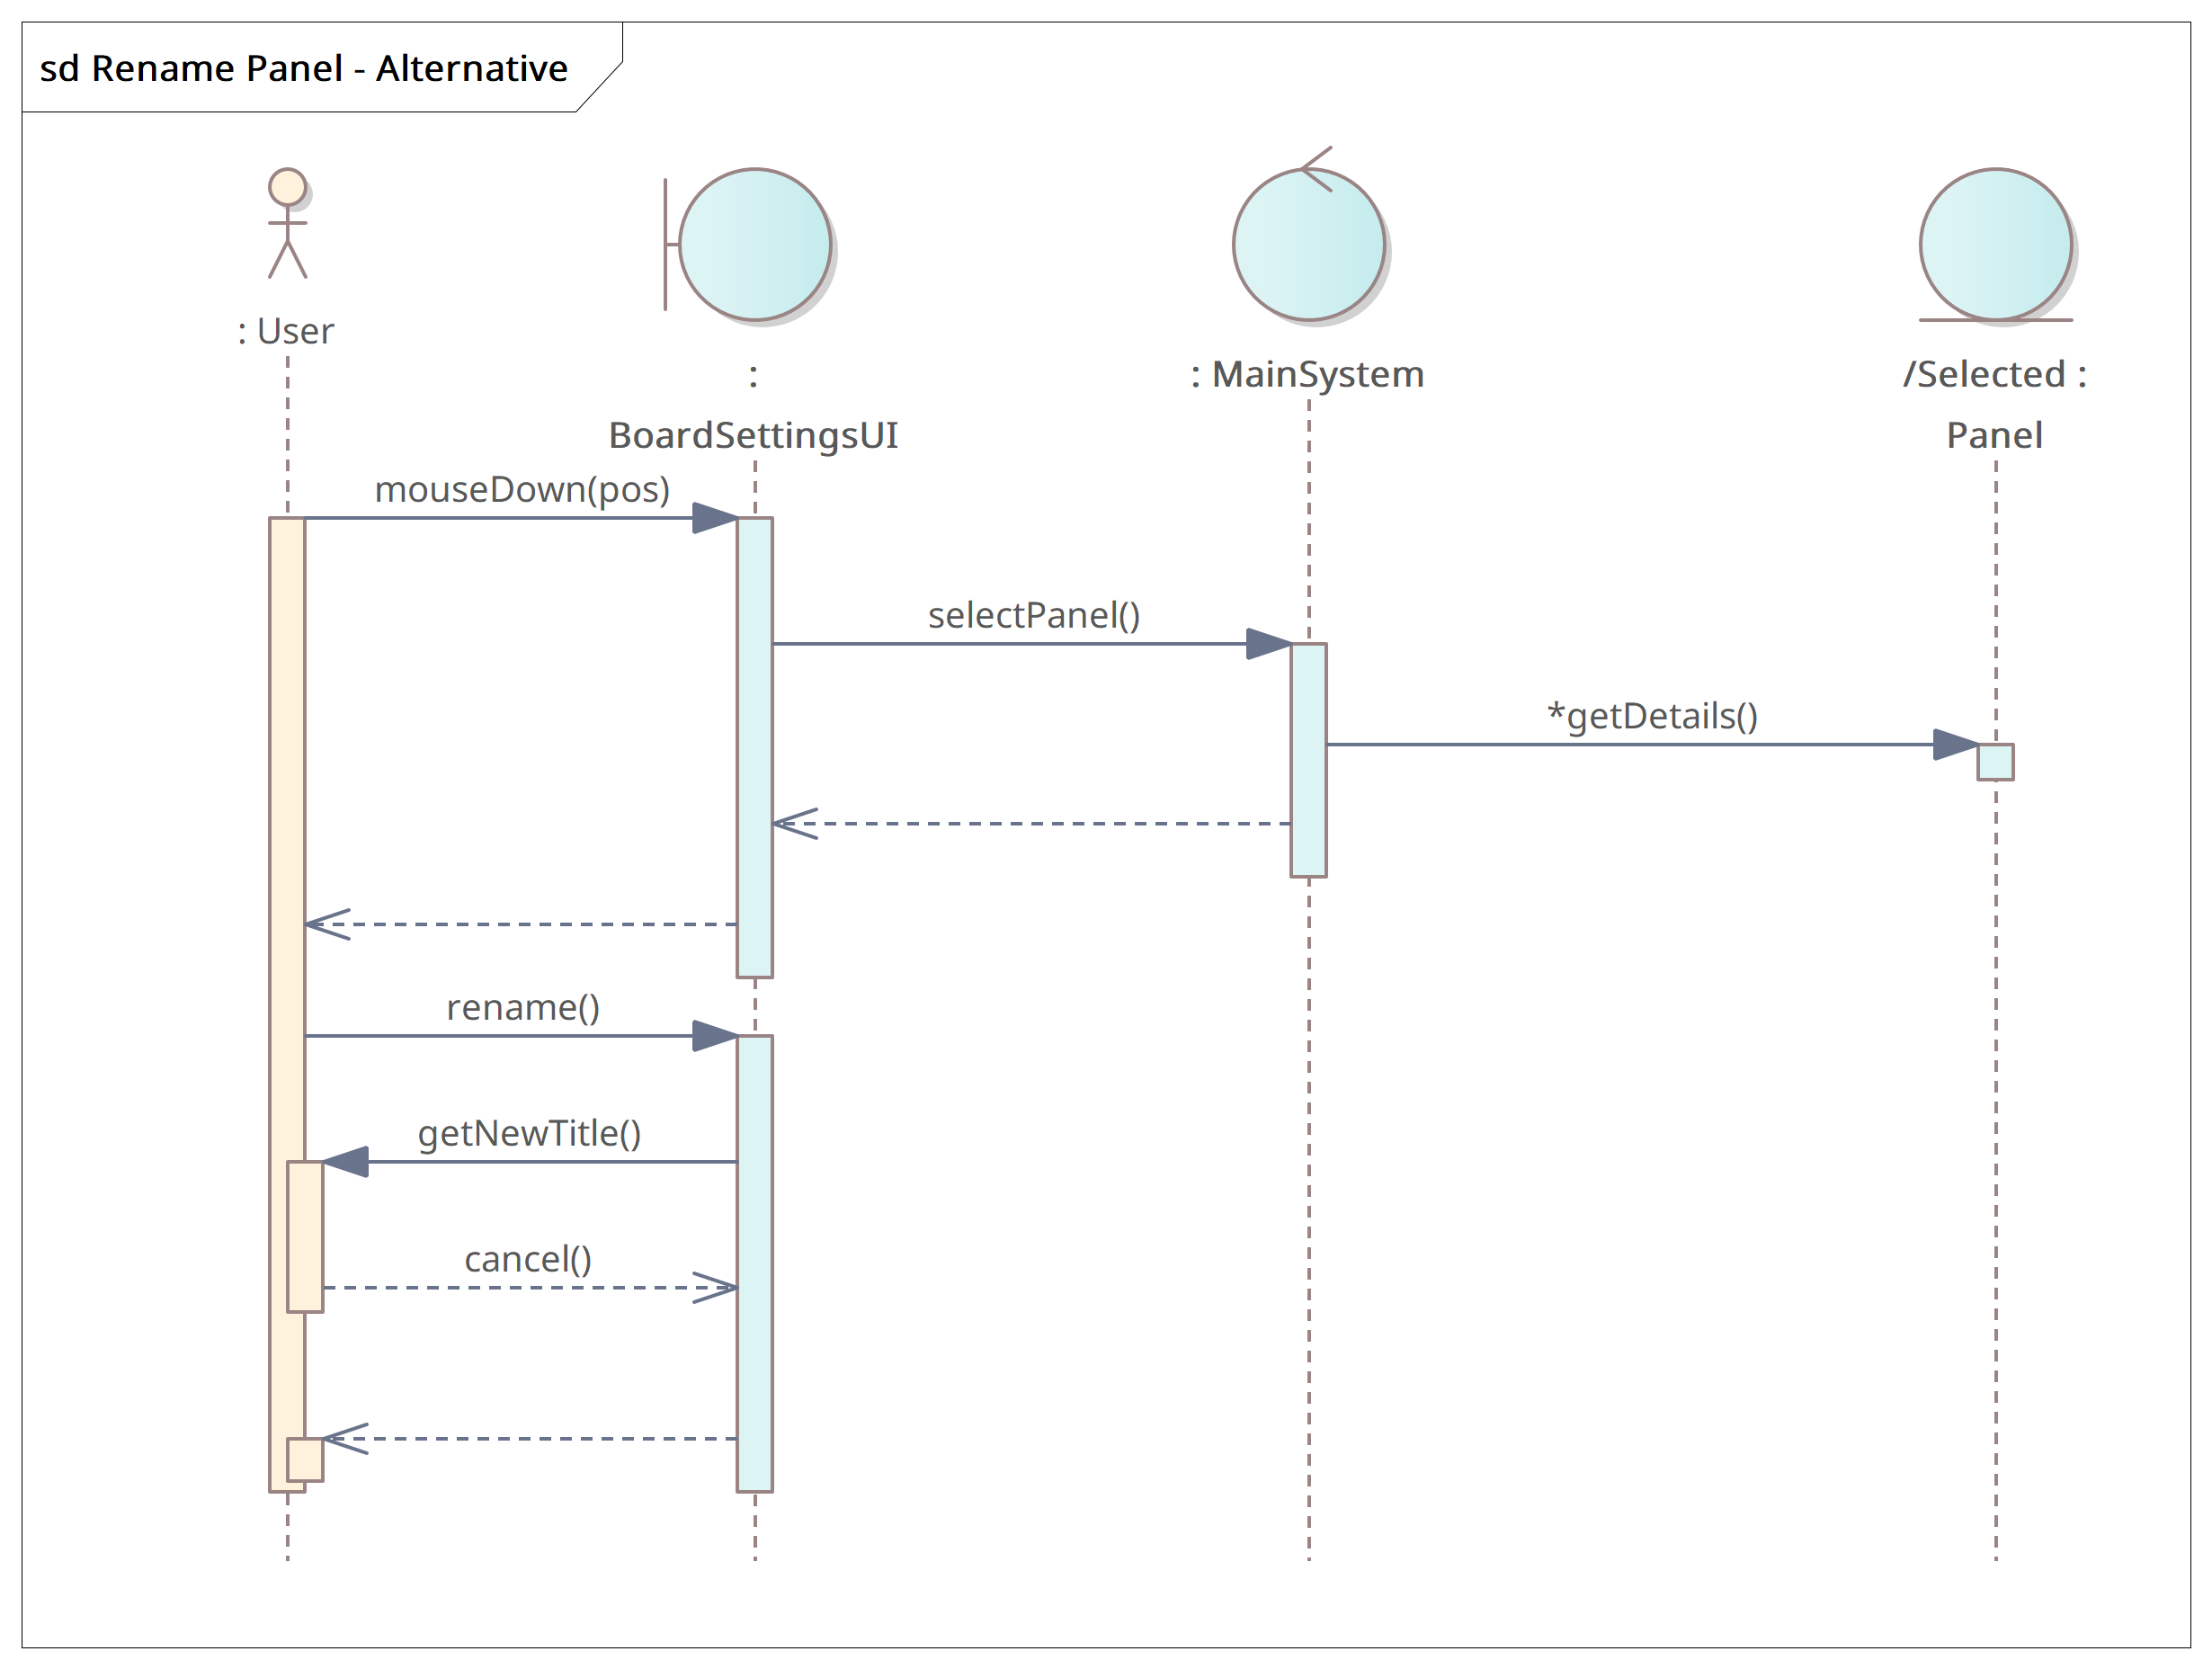 sd Rename Panel - Alternative
: User
:
BoardSettingsUI
: MainSystem
/Selected :
Panel
mouseDown(pos)
selectPanel()
*getDetails()
rename()
getNewTitle()
cancel()